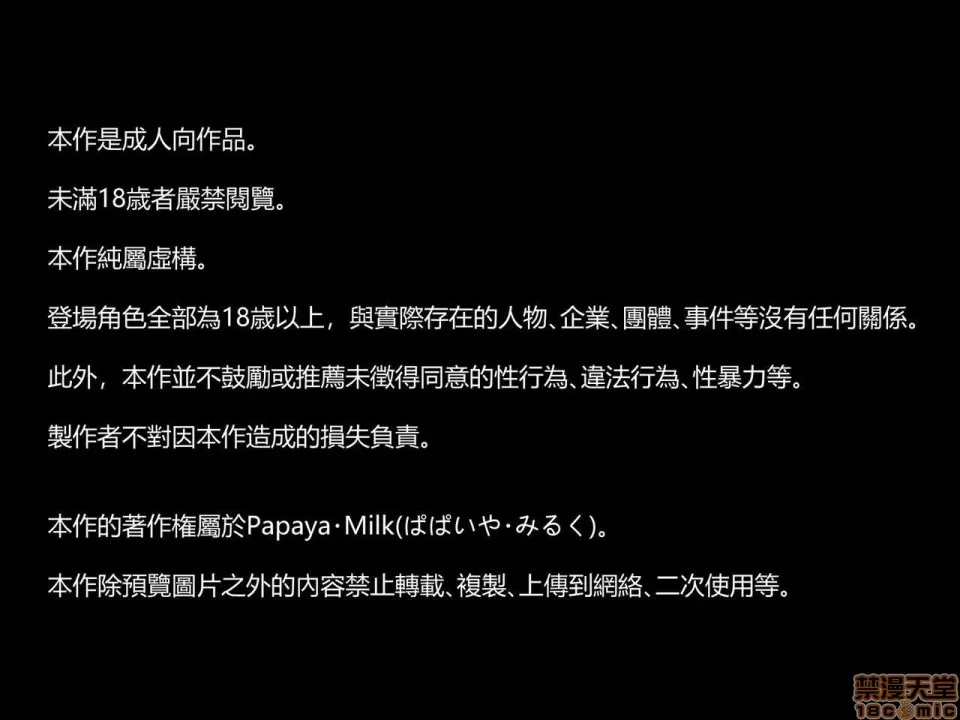 本作是成人向作品。
未滿18歲者嚴禁閱覽。
本作純屬虛構。
登場角色全部為18歲以上，與實際存在的人物､企業､團體､事件等沒有任何關係。
此外，本作並不鼓勵或推薦未徵得同意的性行為､違法行為､性暴力等。
製作者不對因本作造成的損失負責。
本作的著作権屬於Papaya･Milk(ぱぱいや･みるく)。
本作除預覽圖片之外的內容禁止轉載､複製､上傳到網絡､二次使用等。
禁漫天堂
18comic